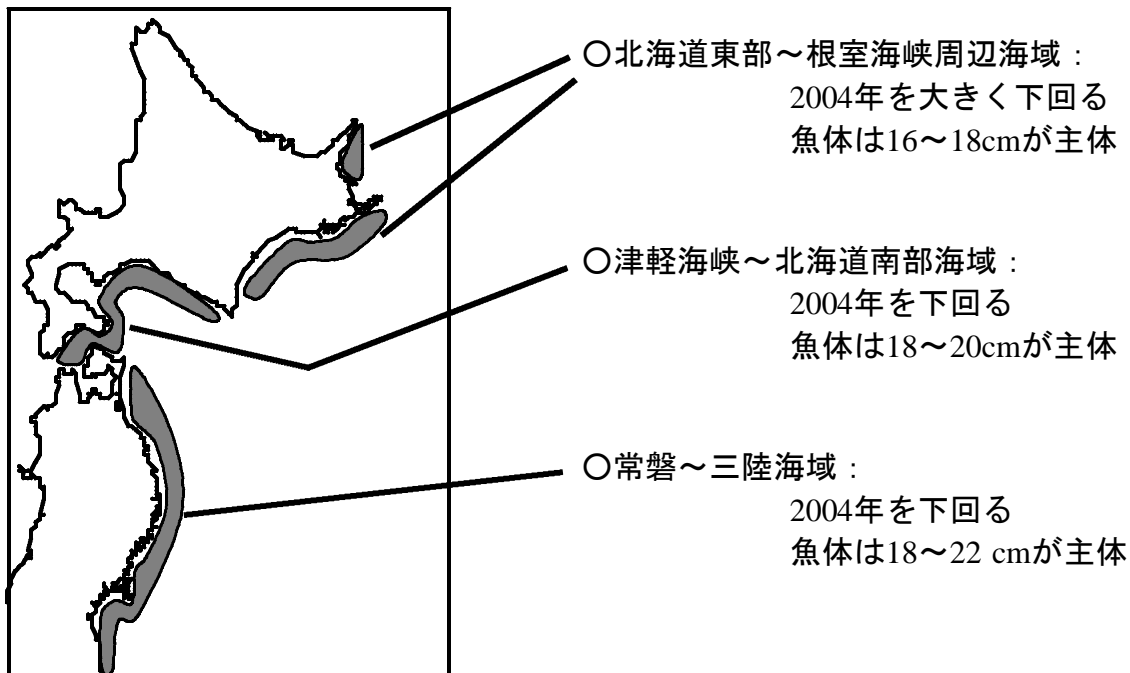 〇北海道東部～根室海峡周辺海域：
2004年を大きく下回る
魚体は16～18cmが主体
〇津軽海峡～北海道南部海域：
2004年を下回る
魚体は18～20cmが主体
〇常磐～三陸海域：
2004年を下回る
魚体は18～22 cmが主体